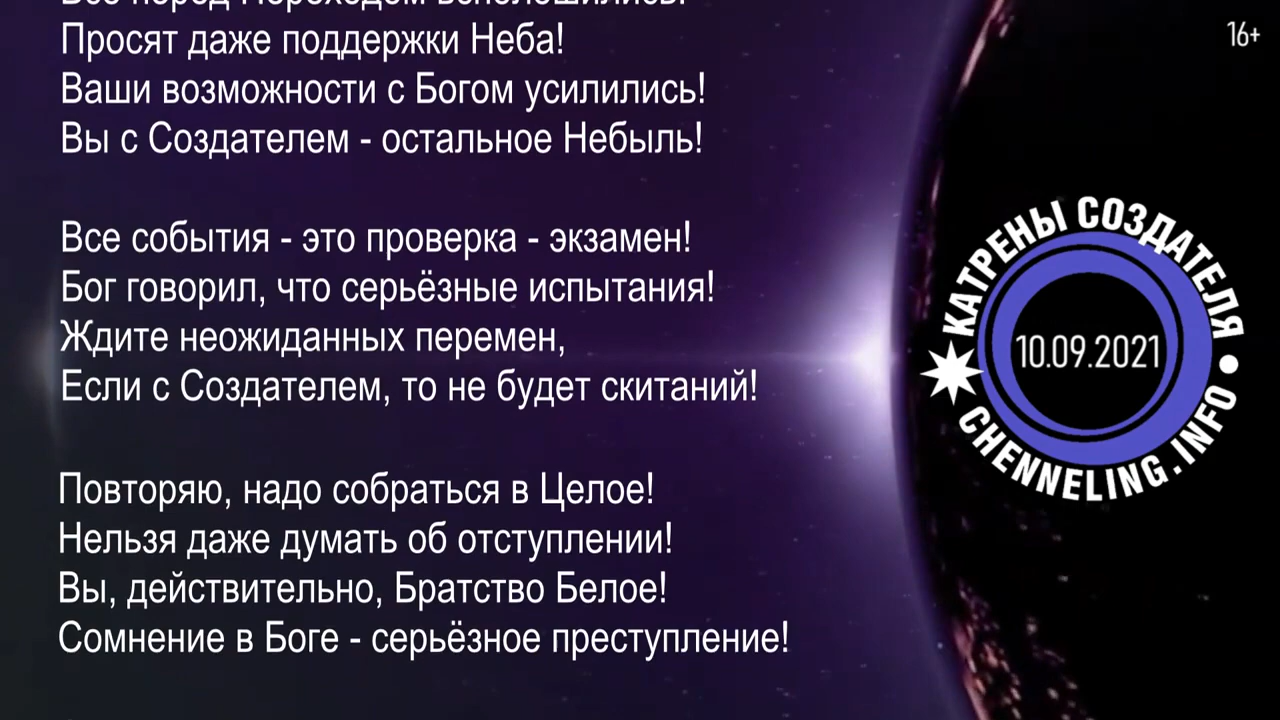 Просят даже поддержки Неба!
Ваши возможности с Богом усилились!
Вы с Создателем - остальное Небыль!
Все события - это проверка - экзамен!
Бог говорил, что серьёзные испытания!
Ждите неожиданных перемен,
Если с Создателем, то не будет скитаний!
Повторяю, надо собраться в Целое!
Нельзя даже думать об отступлении!
Вы, действительно, Братство Белое!
Сомнение в Боге - серьёзное преступление!
16+
КАТРЕНЫ СОЗДАТЕЛЯ
10.09.2021
CHENNELING.INFO